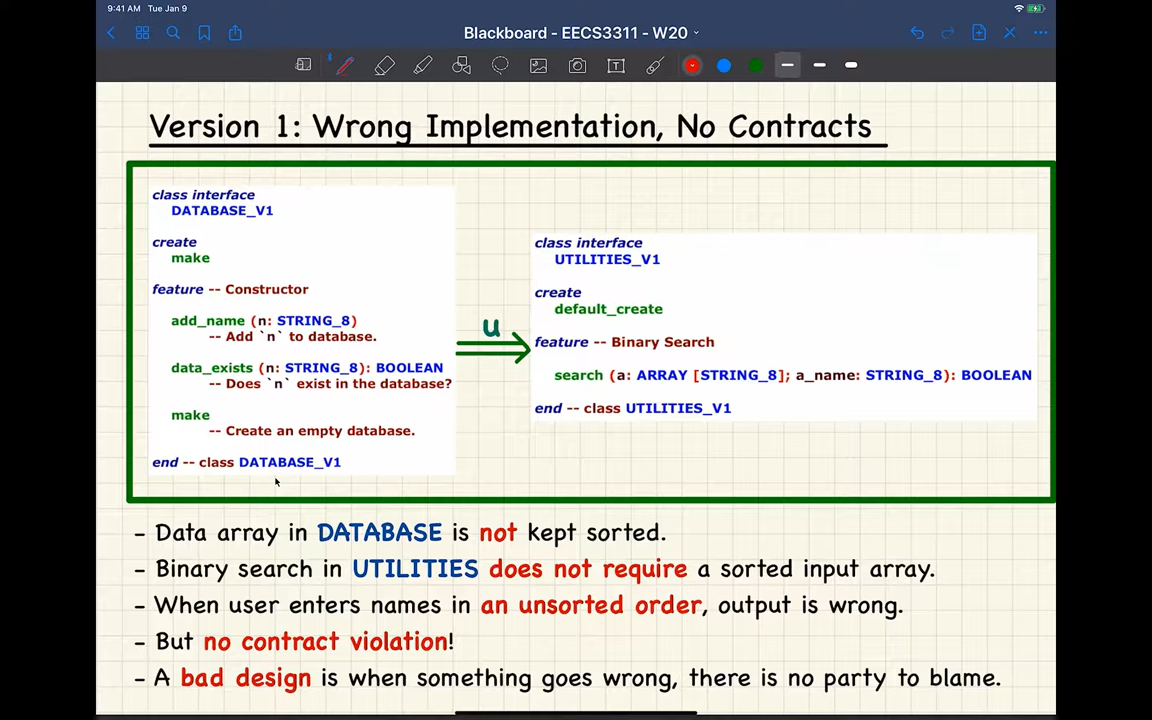 9:41 AM Tue Jan 9
Blackboard - EECS3311 - W20
Version 1: Wrong Implementation, No Contracts
class interface
DATABASE_V1
create
make
feature -- Constructor
add_name (n: STRING_8)
-- Add `n` to database.
data_exists (n: STRING_8): BOOLEAN
-- Does `n` exist in the database?
make
-- Create an empty database.
end -- class DATABASE_V1
u
class interface
UTILITIES_V1
create
default_create
feature -- Binary Search
search (a: ARRAY [STRING_8]; a_name: STRING_8): BOOLEAN
end -- class UTILITIES_V1
- Data array in DATABASE is not kept sorted.
- Binary search in UTILITIES does not require a sorted input array.
- When user enters names in an unsorted order, output is wrong.
- But no contract violation!
- A bad design is when something goes wrong, there is no party to blame.